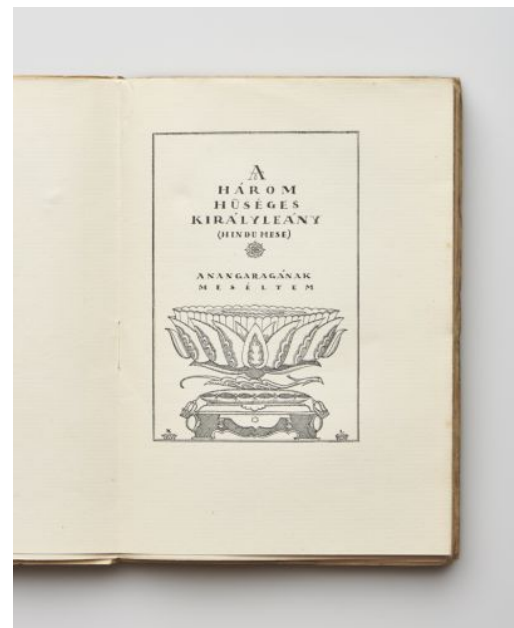 A
HÁROM
HŰSÉGES
KIRÁLYLEÁNY
(HINDU MESE)
ANANGARAGÁNAK
MESÉLTEM